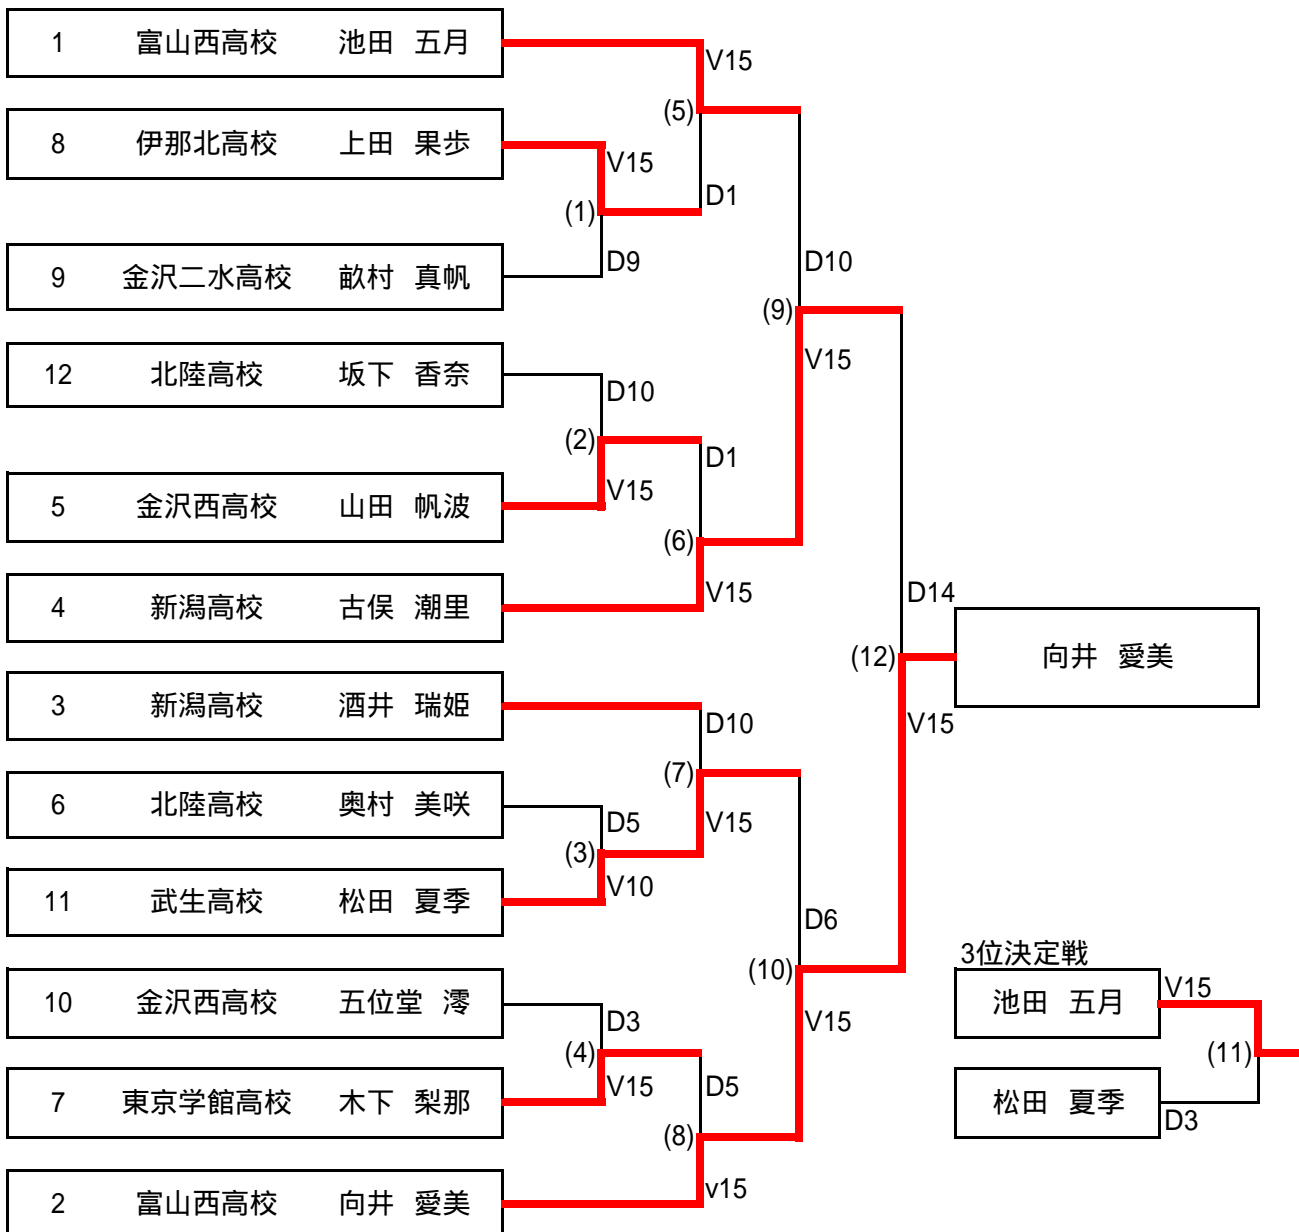 1 富山西高校 池田 五月
V15
(5)
8 伊那北高校 上田 果歩
V15
D1
(1)
D9
9 金沢二水高校 畝村 真帆
D10
(9)
V15
12 北陸高校 坂下 香奈
D10
(2)
D1
V15
5 金沢西高校 山田 帆波
(6)
V15
4 新潟高校 古俣 潮里
D14
(12)
向井 愛美
V15
3 新潟高校 酒井 瑞姫
D10
(7)
V15
6 北陸高校 奥村 美咲
D5
(3)
V10
11 武生高校 松田 夏季
D6
(10)
V15
10 金沢西高校 五位堂 澪
D3
(4)
V15
D5
7 東京学館高校 木下 梨那
(8)
v15
2 富山西高校 向井 愛美
3位決定戦
池田 五月
V15
(11)
松田 夏季
D3